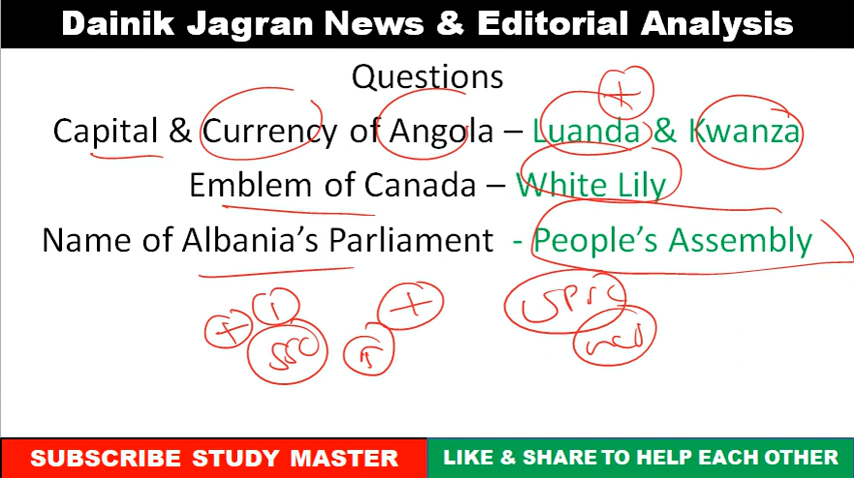 Dainik Jagran News & Editorial Analysis
Questions
Capital & Currency of Angola – Luanda & Kwanza
Emblem of Canada – White Lily
Name of Albania's Parliament - People's Assembly
SSC
UPSC
SUBSCRIBE STUDY MASTER
LIKE & SHARE TO HELP EACH OTHER